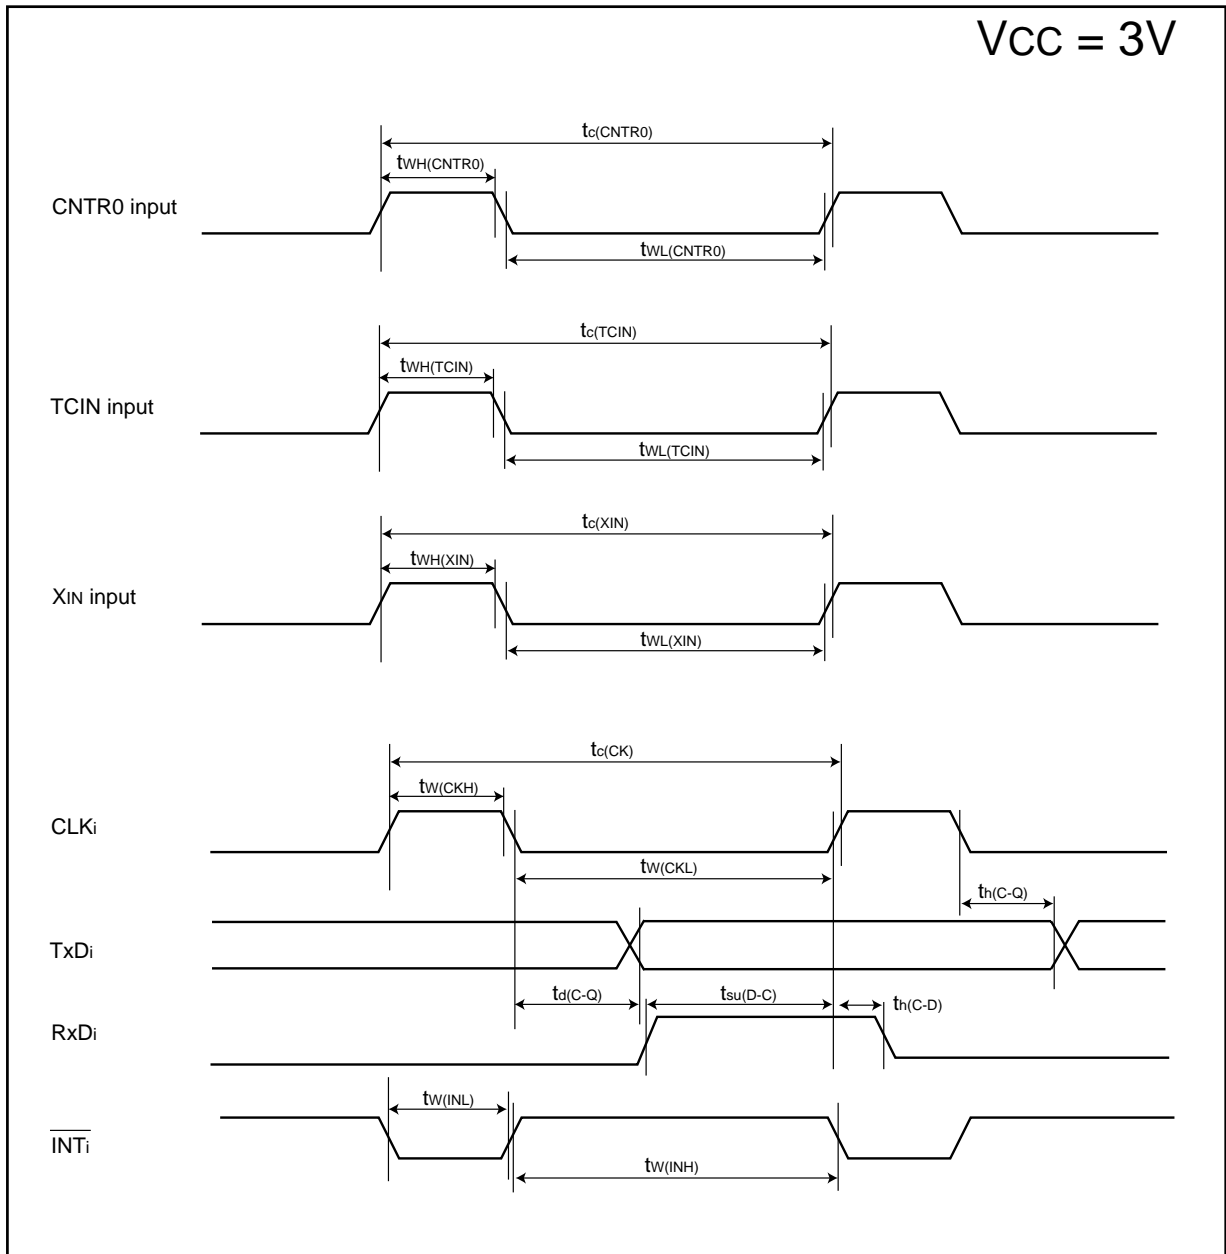 VCC = 3V
tc(CNTR0)
tWH(CNTR0)
CNTR0 input
tWL(CNTR0)
tc(TCIN)
tWH(TCIN)
TCIN input
tWL(TCIN)
tc(XIN)
tWH(XIN)
XIN input
tWL(XIN)
tc(CK)
tW(CKH)
CLKi
tW(CKL)
th(C-Q)
TxDi
td(C-Q)
tsu(D-C)
th(C-D)
RxDi
tW(INL)
INTi
tW(INH)